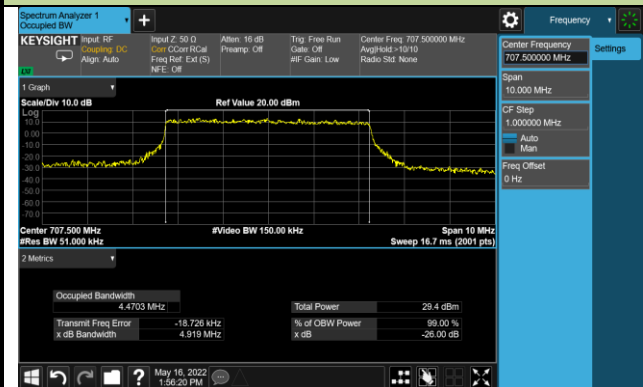 Spectrum Analyzer 1
Occupied BW
Frequency
KEYSIGHT
Input: RF
Coupling: DC
Align: Auto
Input Z: 50 Ω
Corr CCorr RCal
Freq Ref: Ext (S)
NFE: Off
Atten: 16 dB
Preamp: Off
Trig: Free Run
Gate: Off
#IF Gain: Low
Center Freq: 707.500000 MHz
Avg|Hold:>10/10
Radio Std: None
LXI
Center Frequency
707.500000 MHz
Settings
Span
10.000 MHz
CF Step
1.000000 MHz
Auto
Man
Freq Offset
0 Hz
1 Graph
Scale/Div 10.0 dB
Ref Value 20.00 dBm
Log
10.0
0.00
-10.0
-20.0
-30.0
-40.0
-50.0
-60.0
-70.0
Center 707.500 MHz
#Video BW 150.00 kHz
Span 10 MHz
#Res BW 51.000 kHz
Sweep 16.7 ms (2001 pts)
2 Metrics
Occupied Bandwidth
4.4703 MHz
Total Power 29.4 dBm
Transmit Freq Error -18.726 kHz
% of OBW Power 99.00 %
x dB Bandwidth 4.919 MHz
x dB -26.00 dB
?
May 16, 2022
1:56:20 PM